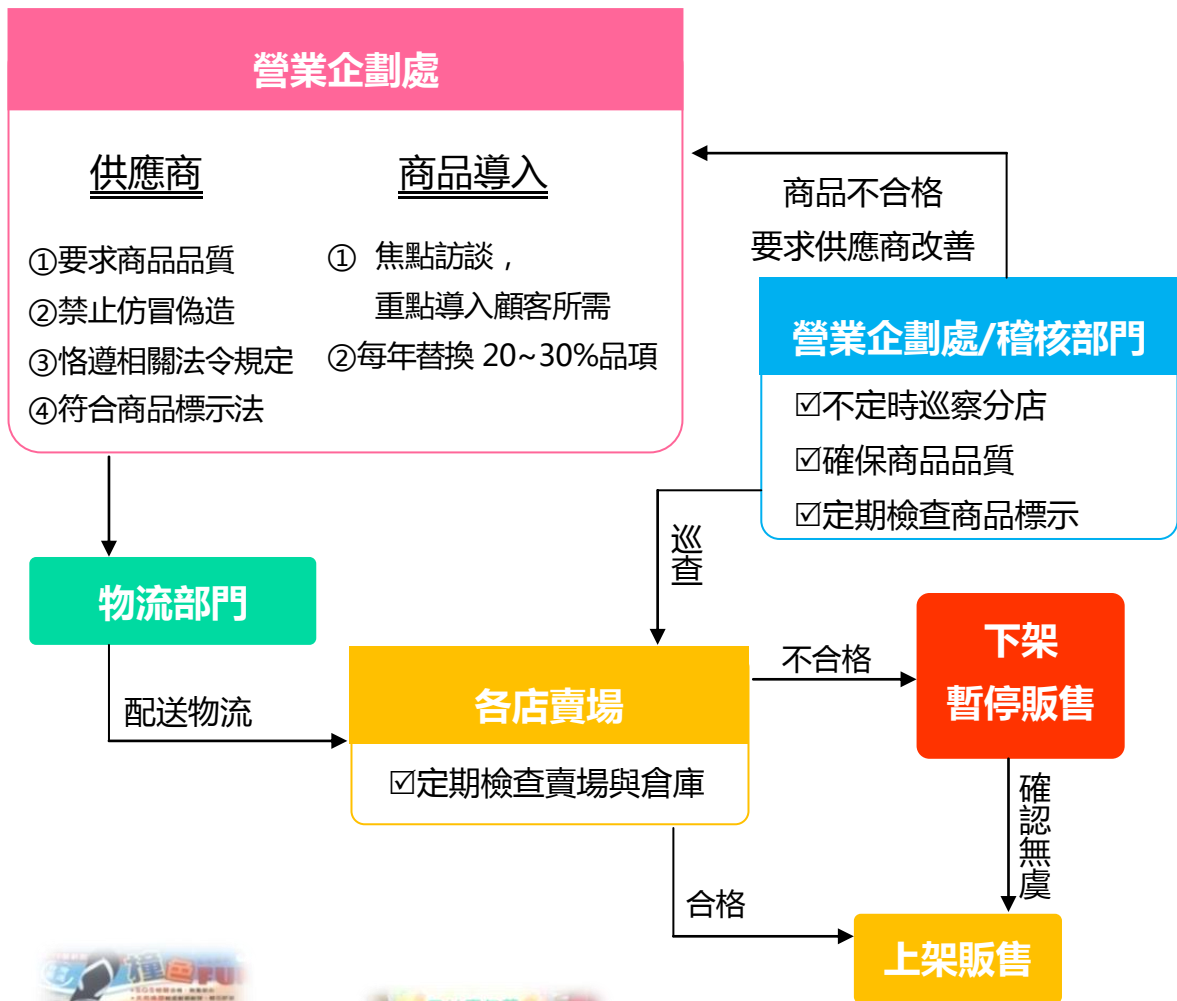 營業企劃處
供應商
①要求商品品質
②禁止仿冒偽造
③恪遵相關法令規定
④符合商品標示法
商品導入
① 焦點訪談，
重點導入顧客所需
②每年替換 20~30%品項
商品不合格
要求供應商改善
營業企劃處/稽核部門
☑不定時巡察分店
☑確保商品品質
☑定期檢查商品標示
巡查
物流部門
配送物流
各店賣場
☑定期檢查賣場與倉庫
不合格
下架
暫停販售
確認無虞
合格
上架販售
撞色FUN